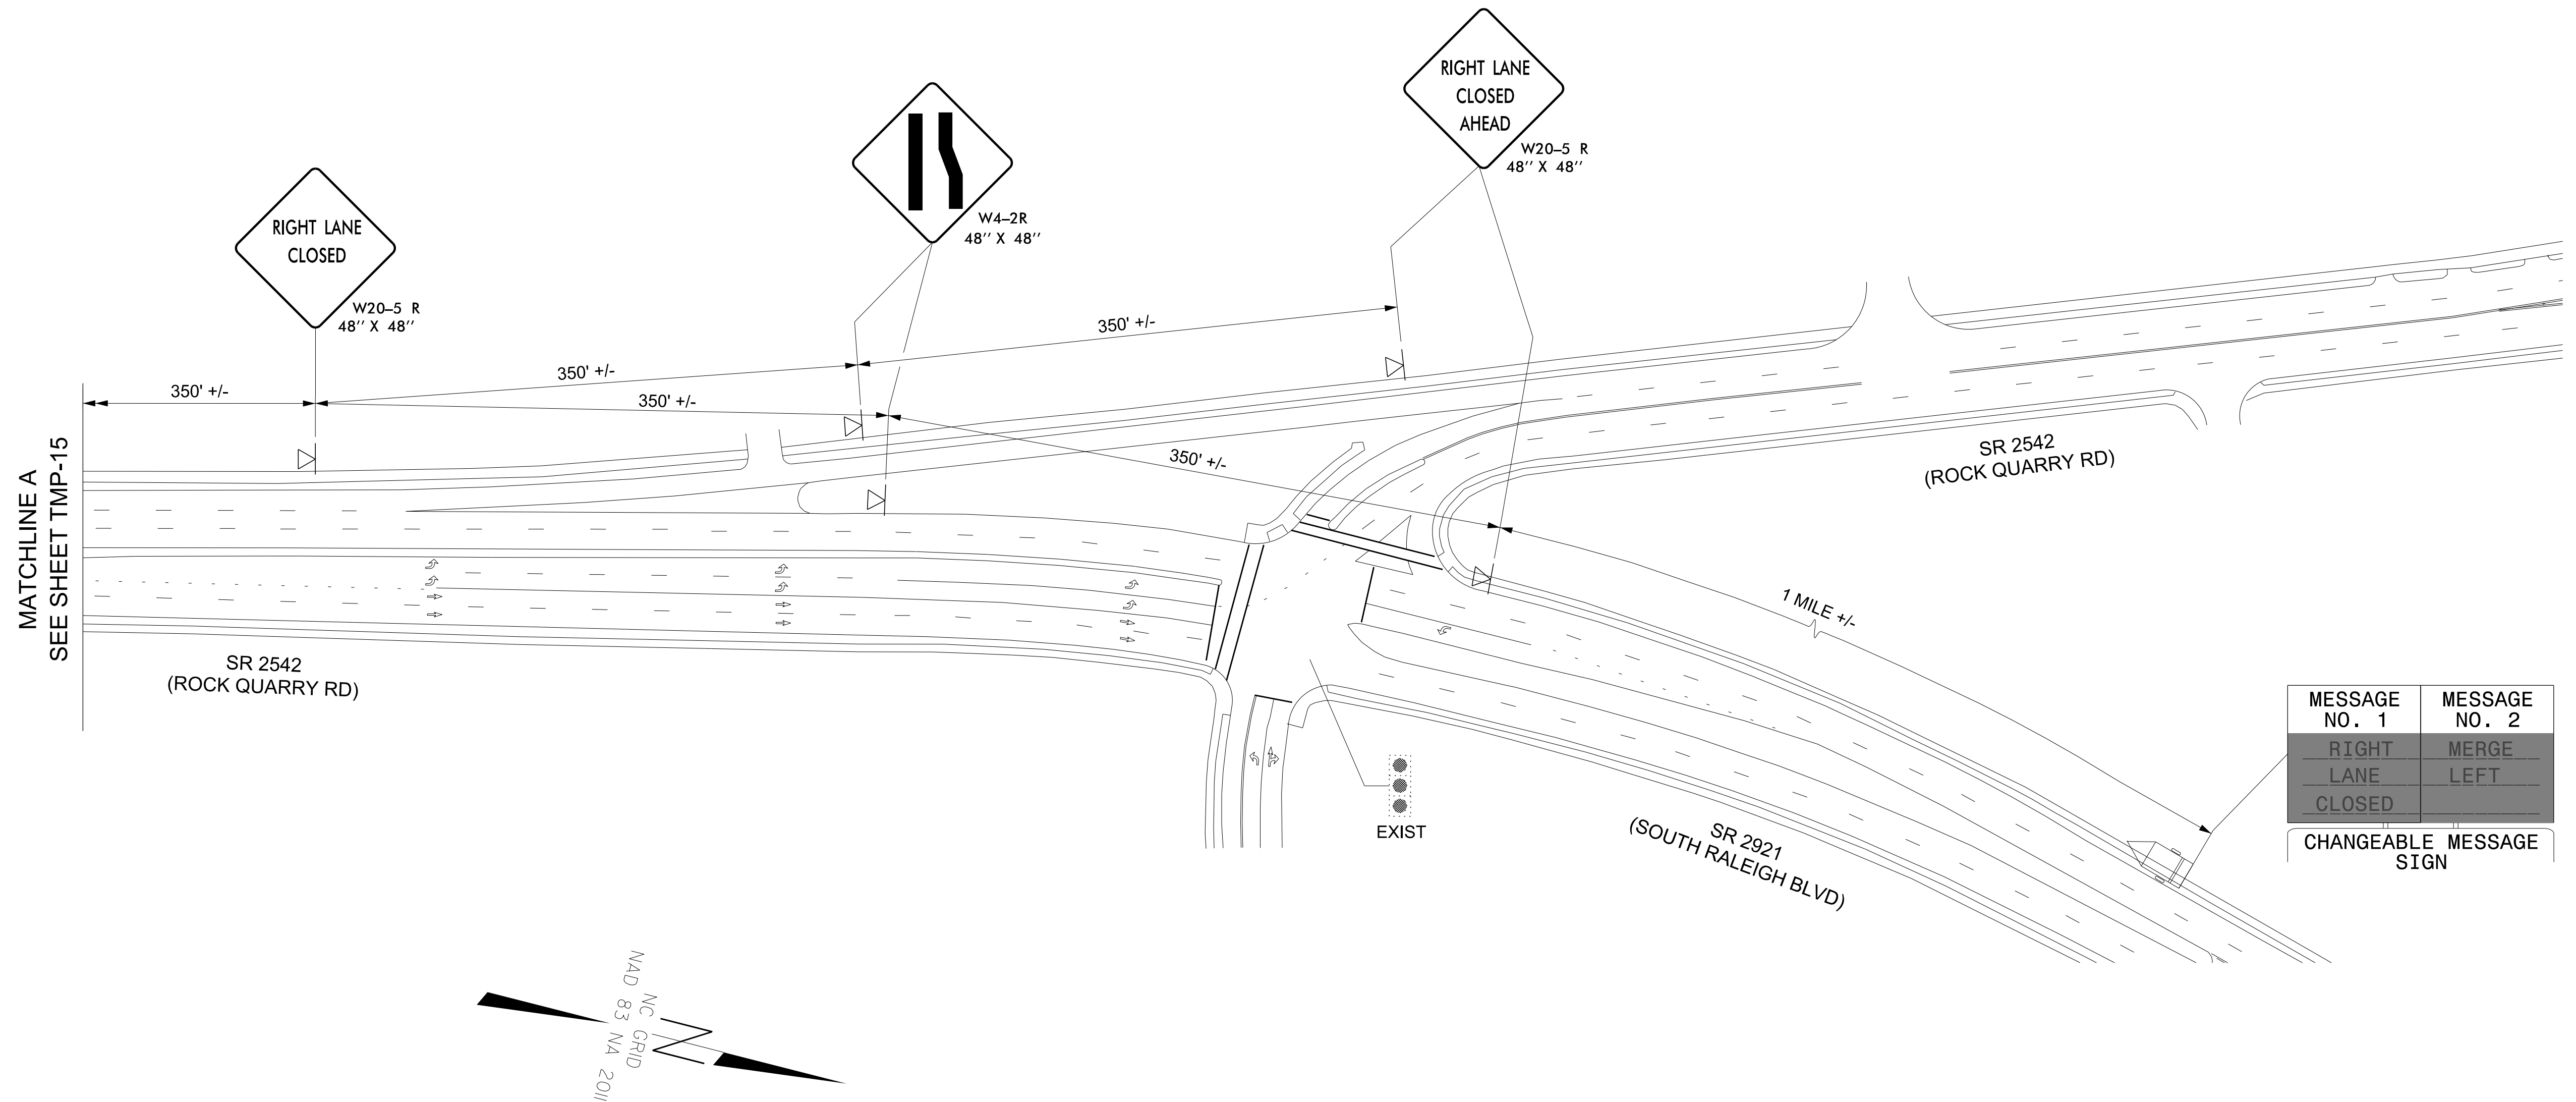 RIGHT LANE
CLOSED
AHEAD
W20-5 R
48'' X 48''
W4-2R
48'' X 48''
RIGHT LANE
CLOSED
W20-5 R
48'' X 48''
350' +/-
350' +/-
350' +/-
350' +/-
350' +/-
1 MILE +/-
MATCHLINE A
SEE SHEET TMP-15
SR 2542
(ROCK QUARRY RD)
SR 2542
(ROCK QUARRY RD)
SR 2921
(SOUTH RALEIGH BLVD)
EXIST
MESSAGE NO. 1
MESSAGE NO. 2
RIGHT
LANE
CLOSED
MERGE
LEFT
CHANGEABLE MESSAGE
SIGN
NC GRID
NAD 83 NA 2011